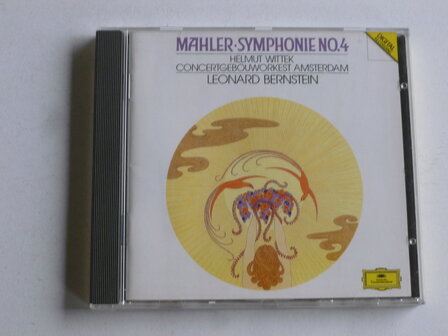 MAHLER · SYMPHONIE NO. 4
HELMUT WITTEK
CONCERTGEBOUWORKEST AMSTERDAM
LEONARD BERNSTEIN
DIGITAL